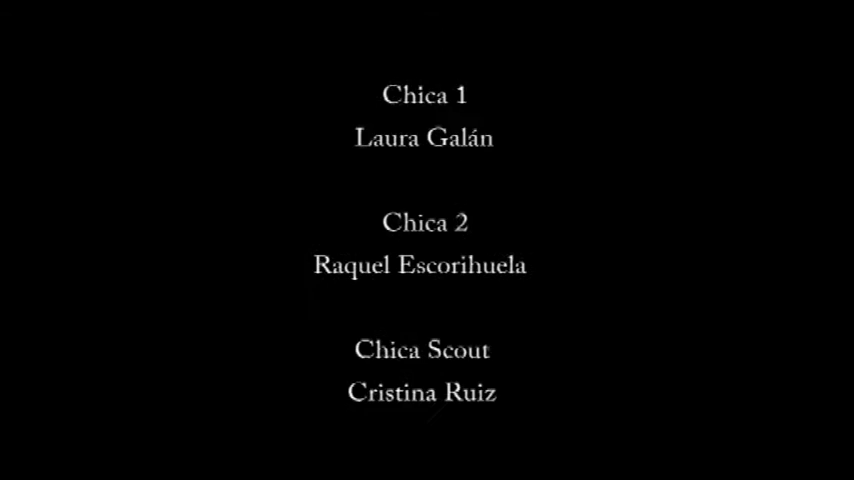 Chica 1
Laura Galán
Chica 2
Raquel Escorihuela
Chica Scout
Cristina Ruiz